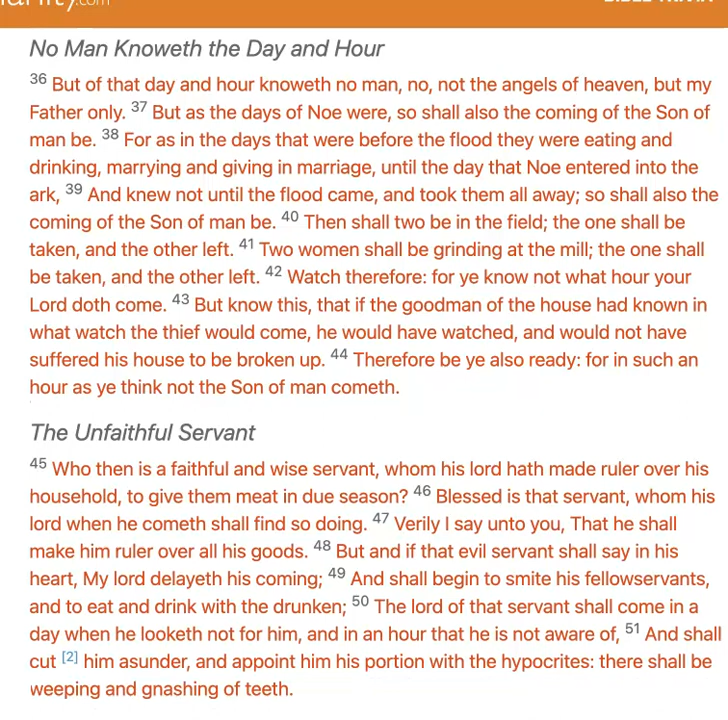 .com
No Man Knoweth the Day and Hour
36 But of that day and hour knoweth no man, no, not the angels of heaven, but my
Father only. 37 But as the days of Noe were, so shall also the coming of the Son of
man be. 38 For as in the days that were before the flood they were eating and
drinking, marrying and giving in marriage, until the day that Noe entered into the
ark, 39 And knew not until the flood came, and took them all away; so shall also the
coming of the Son of man be. 40 Then shall two be in the field; the one shall be
taken, and the other left. 41 Two women shall be grinding at the mill; the one shall
be taken, and the other left. 42 Watch therefore: for ye know not what hour your
Lord doth come. 43 But know this, that if the goodman of the house had known in
what watch the thief would come, he would have watched, and would not have
suffered his house to be broken up. 44 Therefore be ye also ready: for in such an
hour as ye think not the Son of man cometh.
The Unfaithful Servant
45 Who then is a faithful and wise servant, whom his lord hath made ruler over his
household, to give them meat in due season? 46 Blessed is that servant, whom his
lord when he cometh shall find so doing. 47 Verily I say unto you, That he shall
make him ruler over all his goods. 48 But and if that evil servant shall say in his
heart, My lord delayeth his coming; 49 And shall begin to smite his fellowservants,
and to eat and drink with the drunken; 50 The lord of that servant shall come in a
day when he looketh not for him, and in an hour that he is not aware of, 51 And shall
cut [2] him asunder, and appoint him his portion with the hypocrites: there shall be
weeping and gnashing of teeth.